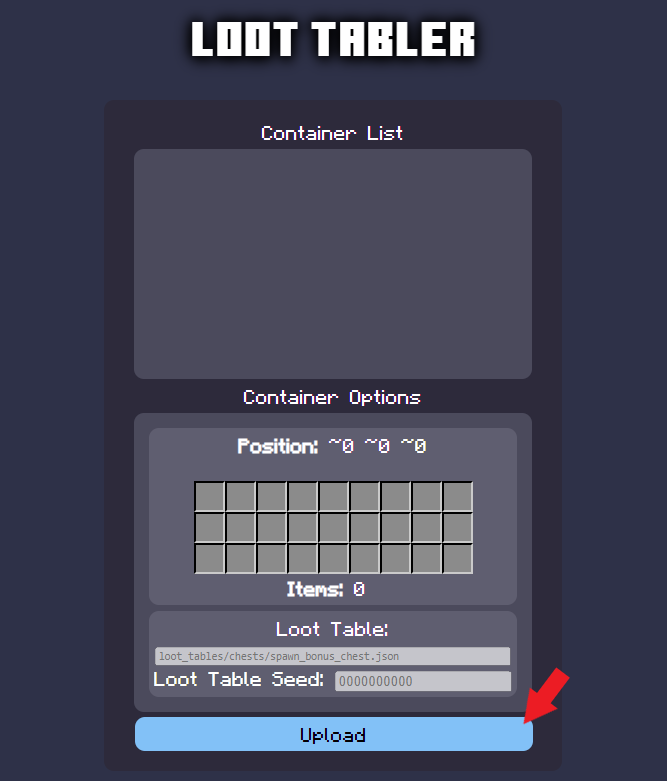 LOOT TABLER
Container List
Container Options
Position: ~0 ~0 ~0
Items: 0
Loot Table:
loot_tables/chests/spawn_bonus_chest.json
Loot Table Seed: 0000000000
Upload